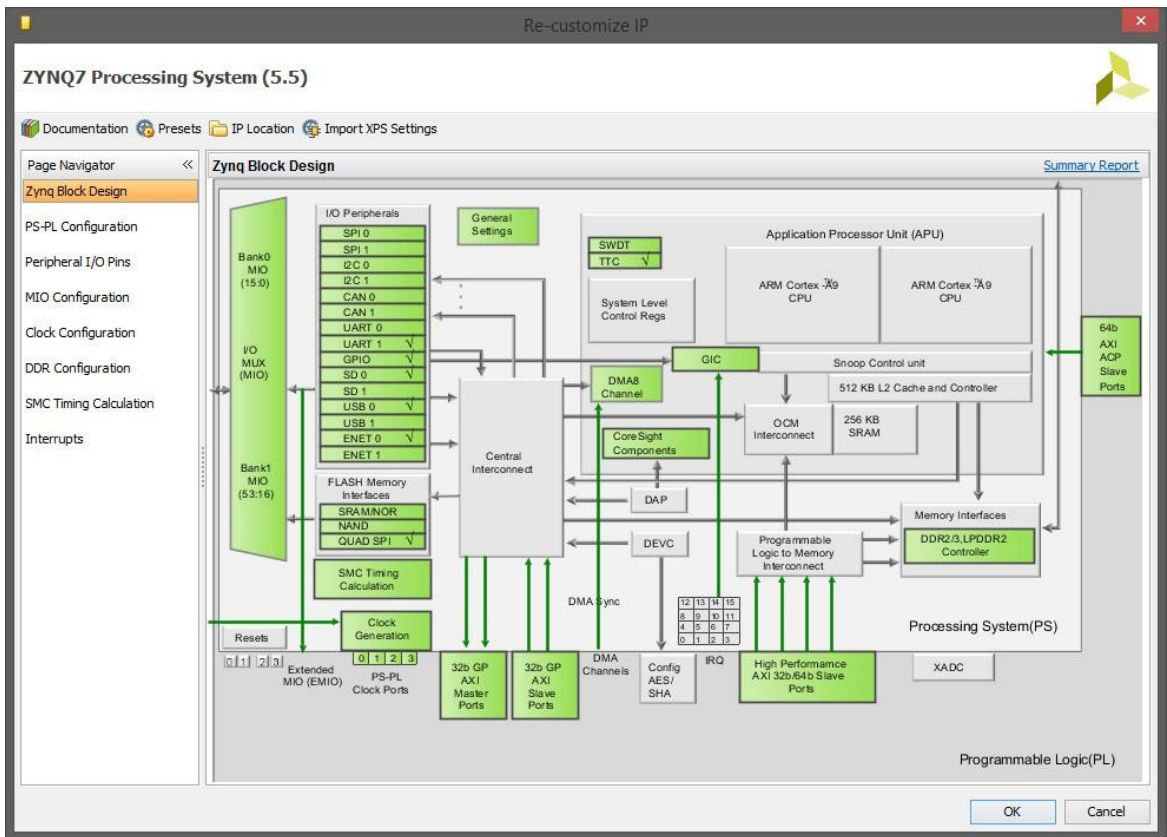 Re-customize IP
ZYNQ7 Processing System (5.5)
Documentation Presets IP Location Import XPS Settings
Page Navigator «
Zynq Block Design
PS-PL Configuration
Peripheral I/O Pins
MIO Configuration
Clock Configuration
DDR Configuration
SMC Timing Calculation
Interrupts
Zynq Block Design
Summary Report
Bank0
MIO
(15:0)
I/O
MUX
(MIO)
Bank1
MIO
(53:16)
I/O Peripherals
SPI 0
SPI 1
I2C 0
I2C 1
CAN 0
CAN 1
UART 0
UART 1 √
GPIO √
SD 0 √
SD 1
USB 0 √
USB 1
ENET 0 √
ENET 1
FLASH Memory
Interfaces
SRAM/NOR
NAND
QUAD SPI √
SMC Timing
Calculation
General
Settings
Application Processor Unit (APU)
SWDT
TTC √
System Level
Control Regs
ARM Cortex -A9
CPU
ARM Cortex -A9
CPU
GIC
Snoop Control unit
512 KB L2 Cache and Controller
DMA8
Channel
OCM
Interconnect
256 KB
SRAM
CoreSight
Components
Central
Interconnect
DAP
DEVC
Programmable
Logic to Memory
Interconnect
Memory Interfaces
DDR2/3,LPDDR2
Controller
64b
AXI
ACP
Slave
Ports
Resets
0 1 2 3
Extended
MIO (EMIO)
Clock
Generation
0 1 2 3
PS-PL
Clock Ports
32b GP
AXI
Master
Ports
32b GP
AXI
Slave
Ports
DMA Sync
DMA
Channels
Config
AES/
SHA
12 13 14 15
8 9 10 11
4 5 6 7
0 1 2 3
IRQ
High Performamce
AXI 32b/64b Slave
Ports
Processing System(PS)
XADC
Programmable Logic(PL)
OK
Cancel